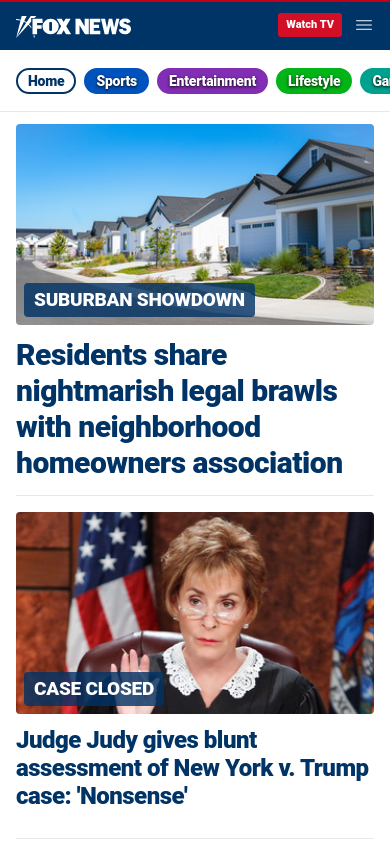 FOX NEWS
Watch TV
Home
Sports
Entertainment
Lifestyle
SUBURBAN SHOWDOWN
Residents share
nightmarish legal brawls
with neighborhood
homeowners association
CASE CLOSED
Judge Judy gives blunt
assessment of New York v. Trump
case: 'Nonsense'